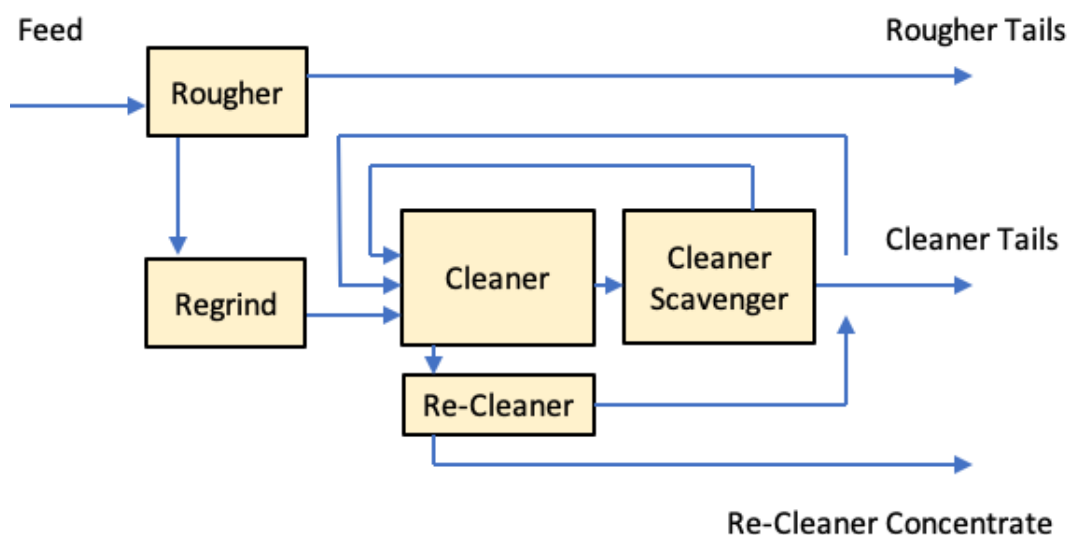 Feed
Rougher Tails
Rougher
Cleaner Tails
Cleaner
Cleaner
Scavenger
Regrind
Re-Cleaner
Re-Cleaner Concentrate